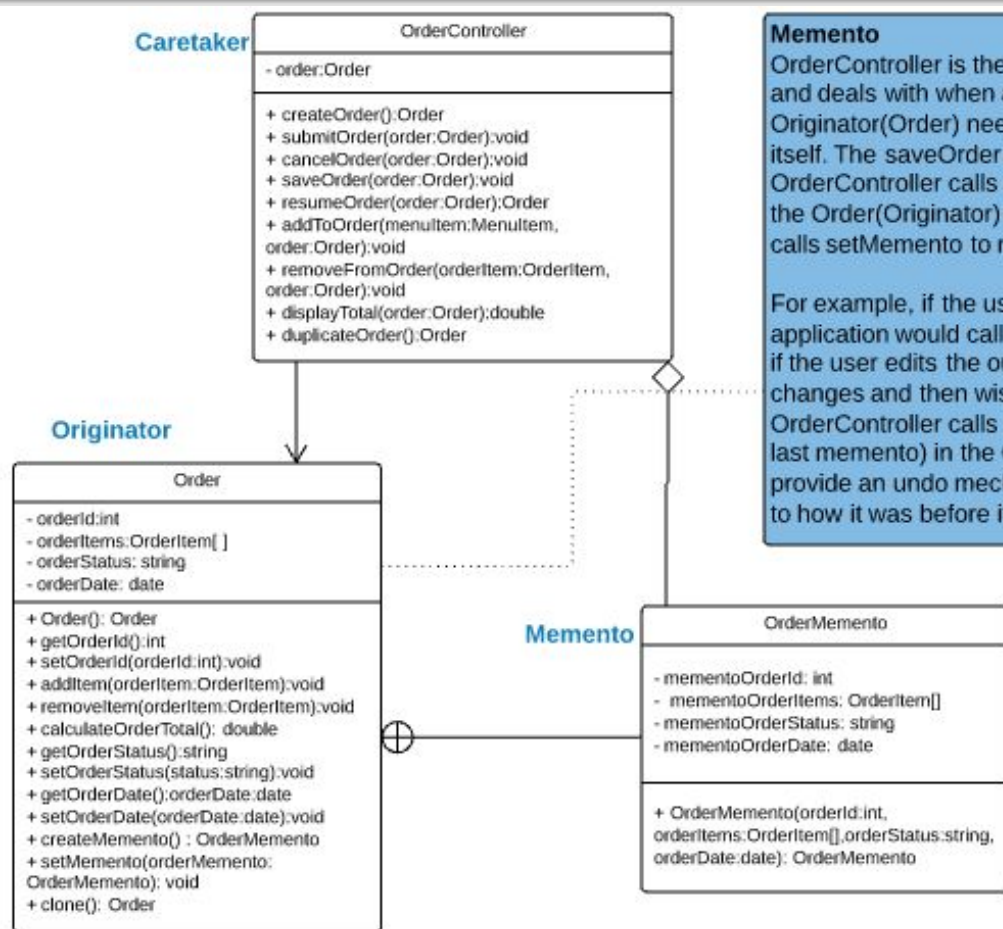 Caretaker
OrderController
- order:Order
+ createOrder():Order
+ submitOrder(order:Order):void
+ cancelOrder(order:Order):void
+ saveOrder(order:Order):void
+ resumeOrder(order:Order):Order
+ addToOrder(menuItem:MenuItem,
order:Order):void
+ removeFromOrder(orderItem:OrderItem,
order:Order):void
+ displayTotal(order:Order):double
+ duplicateOrder():Order
Memento
OrderController is the
and deals with when
Originator(Order) nee
itself. The saveOrder
OrderController calls
the Order(Originator)
calls setMemento to
For example, if the us
application would call
if the user edits the
changes and then wis
OrderController calls
last memento) in the
provide an undo mec
to how it was before
Originator
Order
- orderId:int
- orderItems:OrderItem[ ]
- orderStatus: string
- orderDate: date
+ Order(): Order
+ getOrderId():int
+ setOrderId(orderId:int):void
+ addItem(orderItem:OrderItem):void
+ removeItem(orderItem:OrderItem):void
+ calculateOrderTotal(): double
+ getOrderStatus():string
+ setOrderStatus(status:string):void
+ getOrderDate():orderDate:date
+ setOrderDate(orderDate:date):void
+ createMemento() : OrderMemento
+ setMemento(orderMemento:
OrderMemento): void
+ clone(): Order
Memento
OrderMemento
- mementoOrderId: int
- mementoOrderItems: OrderItem[]
- mementoOrderStatus: string
- mementoOrderDate: date
+ OrderMemento(orderId:int,
orderItems:OrderItem[],orderStatus:string,
orderDate:date): OrderMemento